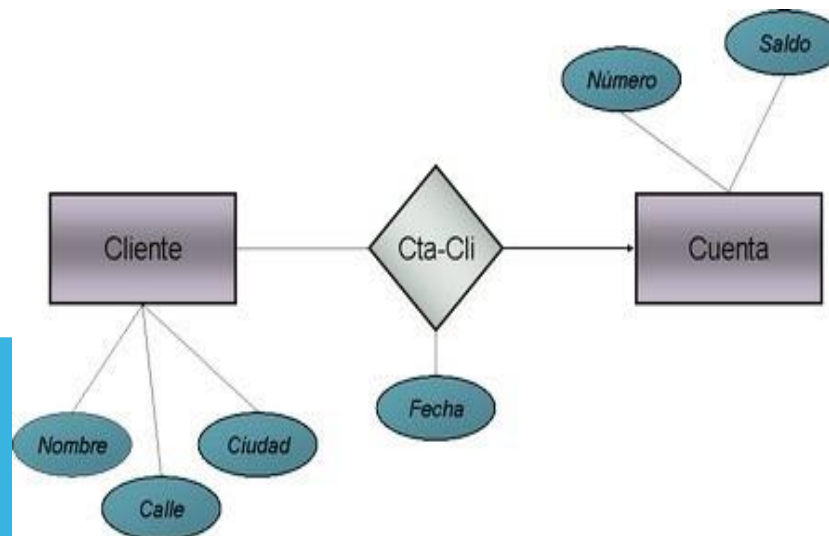 Saldo
Número
Cliente
Cta-Cli
Cuenta
Nombre
Ciudad
Fecha
Calle